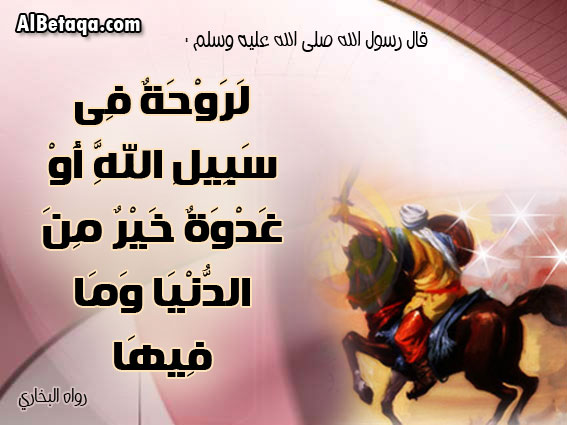 AlBetaqa.com
قال رسول الله صلى الله عليه وسلم :
لَرَوْحَةٌ فِى
سَبِيلِ اللَّهِ أَوْ
غَدْوَةٌ خَيْرٌ مِنَ
الدُّنْيَا وَمَا
فِيهَا
رواه البخاري